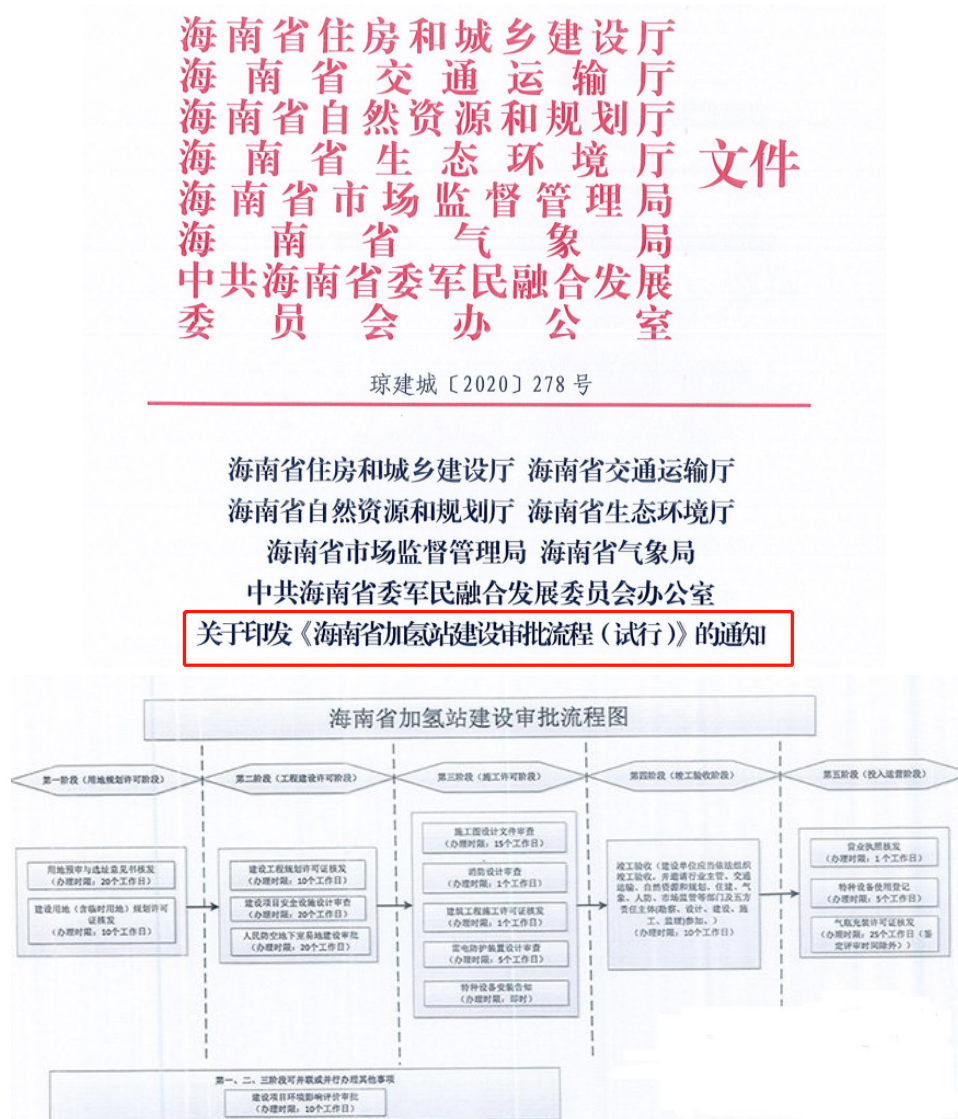 海南省住房和城乡建设厅
海南省交通运输厅
海南省自然资源和规划厅
海南省生态环境厅
海南省市场监督管理局
海南省气象局
中共海南省委军民融合发展
委员会办公室
文件
琼建城〔2020〕278号
海南省住房和城乡建设厅 海南省交通运输厅
海南省自然资源和规划厅 海南省生态环境厅
海南省市场监督管理局 海南省气象局
中共海南省委军民融合发展委员会办公室
关于印发《海南省加氢站建设审批流程(试行)》的通知
海南省加氢站建设审批流程图
第一阶段(用地规划许可阶段)
第二阶段(工程建设许可阶段)
第三阶段(施工许可阶段)
第四阶段(竣工验收阶段)
第五阶段(投入运营阶段)
用地预审与选址意见书核发
(办理时限:20个工作日)
建设用地(含临时用地)规划许可
证核发
(办理时限:10个工作日)
建设工程规划许可证核发
(办理时限:10个工作日)
建设项目安全设施设计审查
(办理时限:20个工作日)
人民防空地下室易地建设审批
(办理时限:20个工作日)
施工图设计文件审查
(办理时限:15个工作日)
消防设计审查
(办理时限:1个工作日)
建筑工程施工许可证核发
(办理时限:1个工作日)
雷电防护装置设计审查
(办理时限:5个工作日)
特种设备安装告知
(办理时限:即时)
竣工验收(建设单位应当依法组织
竣工验收,并邀请行业主管、交通
运输、自然资源和规划、住建、气
象、人防、市场监管等部门及五方
责任主体(勘察、设计、建设、施
工、监理)参加。)
(办理时限:10个工作日)
营业执照核发
(办理时限:1个工作日)
特种设备使用登记
(办理时限:5个工作日)
气瓶充装许可证核发
(办理时限:25个工作日(鉴
定评审时间除外))
第一、二、三阶段可并联或并行办理其他事项
建设项目环境影响评价审批
(办理时限:10个工作日)